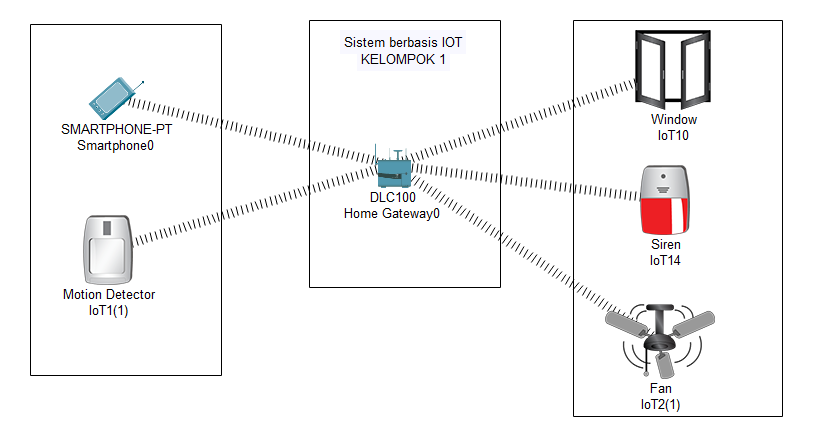 Sistem berbasis IOT
KELOMPOK 1
SMARTPHONE-PT
Smartphone0
Motion Detector
IoT1(1)
DLC100
Home Gateway0
Window
IoT10
Siren
IoT14
Fan
IoT2(1)